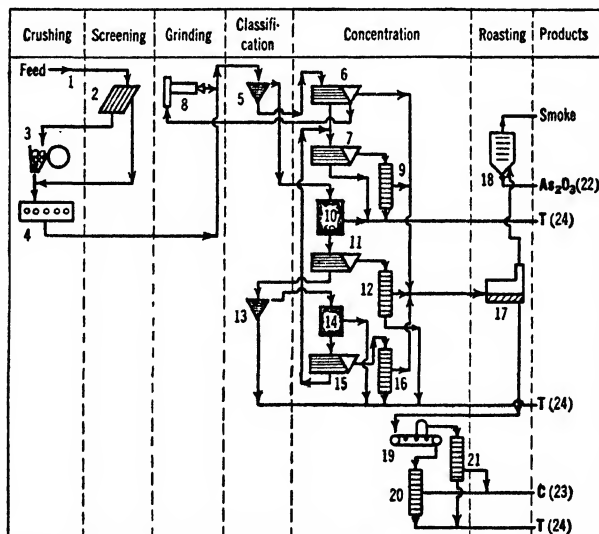 Crushing Screening Grinding Classifi-cation Concentration Roasting Products
Feed
1
2
3
4
5
6
7
8
9
10
11
12
13
14
15
16
17
18
19
20
21
Smoke
As₂O₃(22)
T (24)
T (24)
C (23)
T (24)